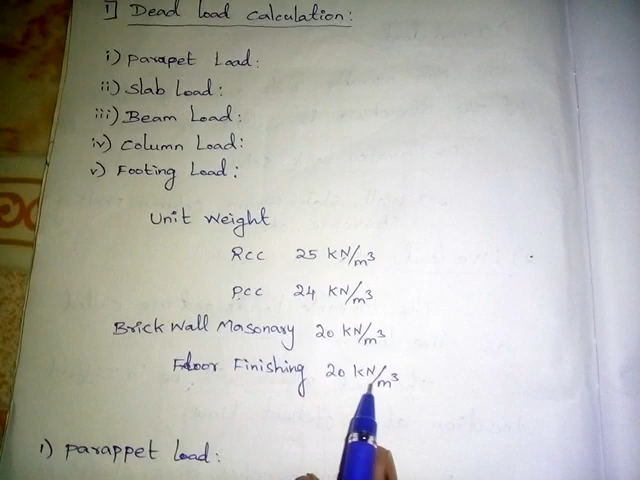 1] Dead Load Calculation:
i) Parapet Load:
ii) Slab Load:
iii) Beam Load:
iv) Column Load:
v) Footing Load:
Unit Weight
RCC 25 KN/m3
PCC 24 KN/m3
Brick Wall Masonary 20 KN/m3
Floor Finishing 20 KN/m3
i) Parappet Load: